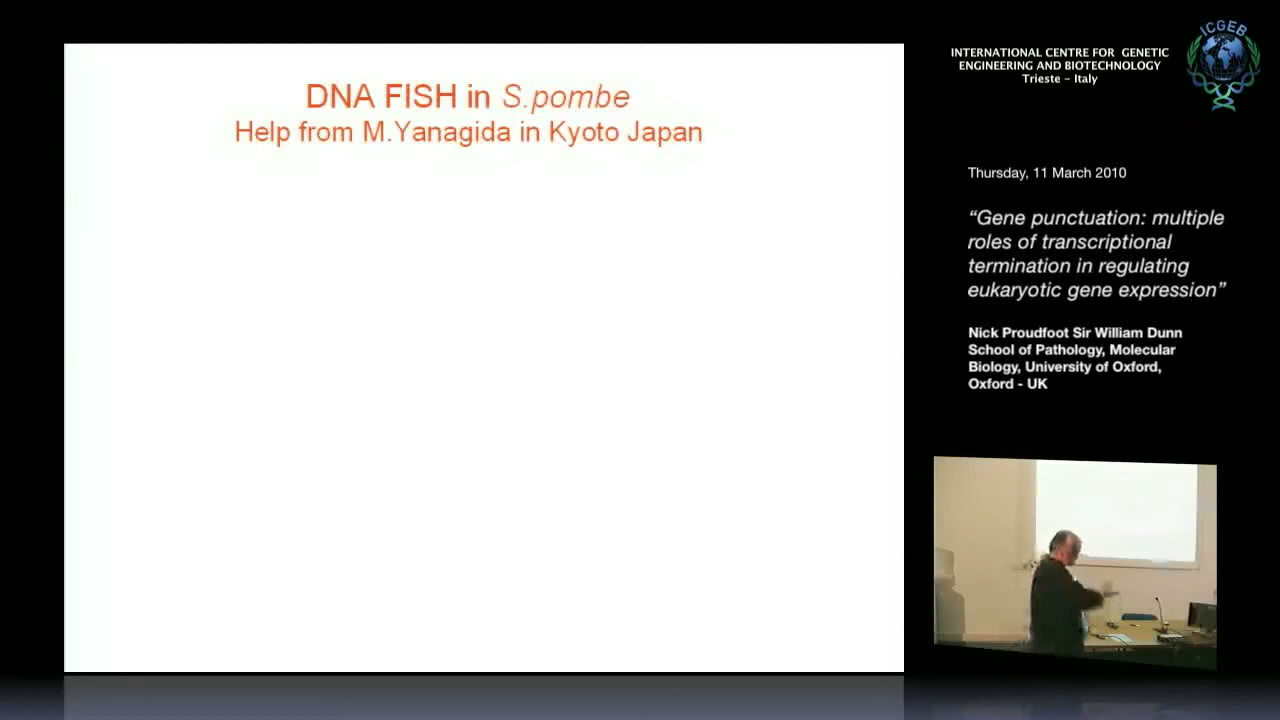 DNA FISH in S.pombe
Help from M.Yanagida in Kyoto Japan
INTERNATIONAL CENTRE FOR GENETIC
ENGINEERING AND BIOTECHNOLOGY
Trieste – Italy
ICGEB
Thursday, 11 March 2010
“Gene punctuation: multiple
roles of transcriptional
termination in regulating
eukaryotic gene expression”
Nick Proudfoot Sir William Dunn
School of Pathology, Molecular
Biology, University of Oxford,
Oxford - UK